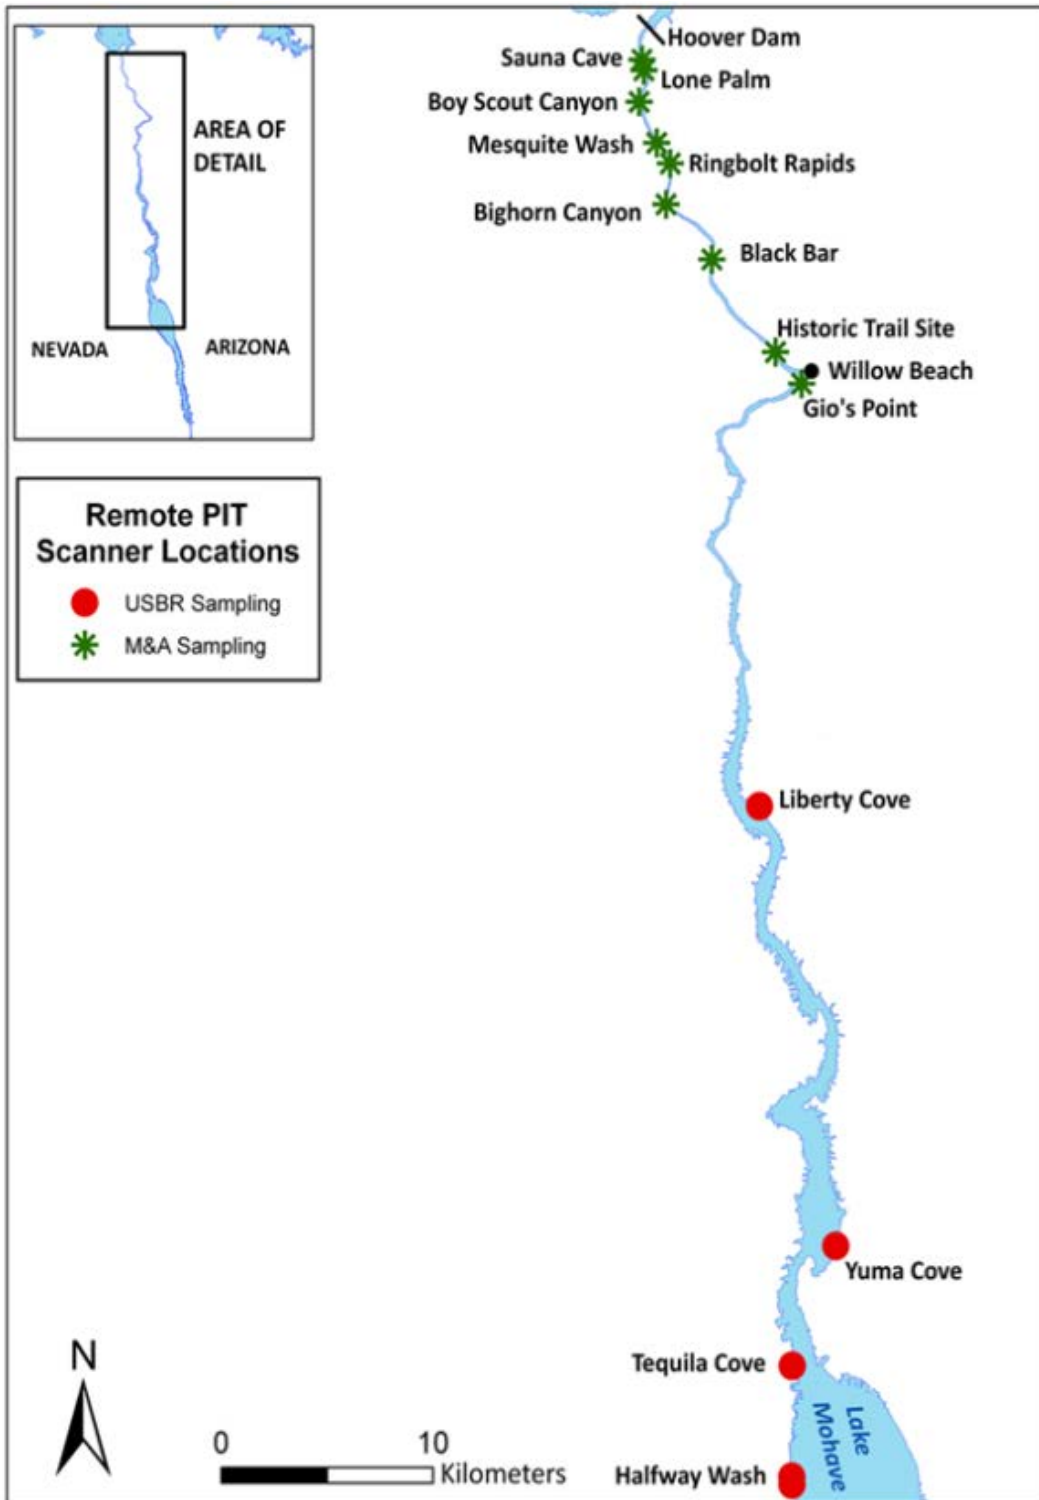 Hoover Dam
Sauna Cave
Lone Palm
Boy Scout Canyon
Mesquite Wash
Ringbolt Rapids
Bighorn Canyon
Black Bar
Historic Trail Site
Willow Beach
Gio's Point
AREA OF
DETAIL
NEVADA
ARIZONA
Remote PIT
Scanner Locations
USBR Sampling
M&A Sampling
Liberty Cove
Yuma Cove
Tequila Cove
Lake
Mohave
Halfway Wash
N
0 10
Kilometers